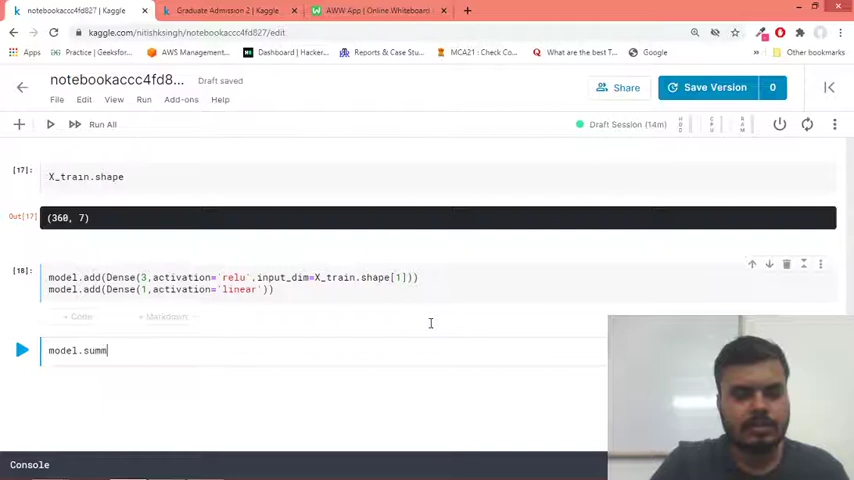 notebookaccc4fd827 | Kaggle
Graduate Admission 2 | Kaggle
AWW App | Online Whiteboard
kaggle.com/nitishksingh/notebookaccc4fd827/edit
Apps
Practice | Geeksfor...
AWS Management...
Dashboard | Hacker...
Reports & Case Stu...
MCA21 : Check Co...
What are the best T...
Google
Other bookmarks
notebookaccc4fd8...
Draft saved
File Edit View Run Add-ons Help
Share
Save Version
0
Run All
Draft Session (14m)
HDD
CPU
RAM
[17]:
X_train.shape
Out[17]
(360, 7)
[18]:
model.add(Dense(3,activation='relu',input_dim=X_train.shape[1]))
model.add(Dense(1,activation='linear'))
+ Code
+ Markdown
model.summ
Console